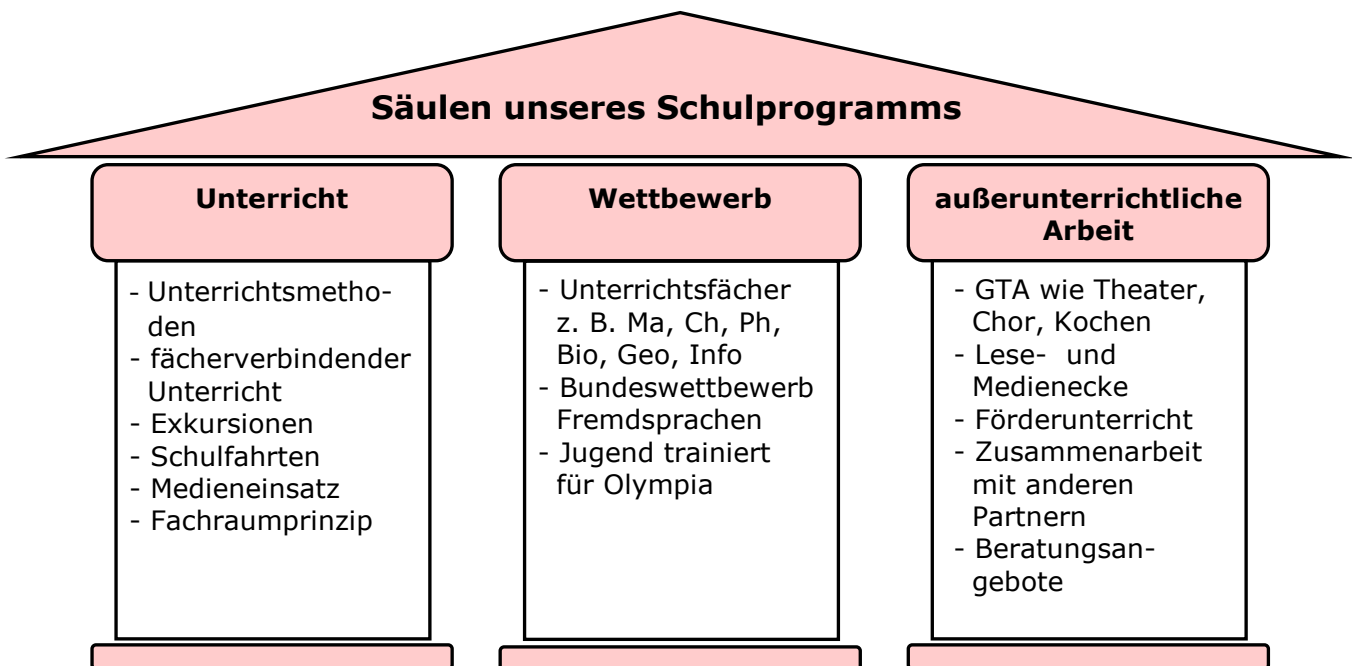 Säulen unseres Schulprogramms
Unterricht
- Unterrichtsmetho-
den
- fächerverbindender
Unterricht
- Exkursionen
- Schulfahrten
- Medieneinsatz
- Fachraumprinzip
Wettbewerb
- Unterrichtsfächer
z. B. Ma, Ch, Ph,
Bio, Geo, Info
- Bundeswettbewerb
Fremdsprachen
- Jugend trainiert
für Olympia
außerunterrichtliche
Arbeit
- GTA wie Theater,
Chor, Kochen
- Lese- und
Medienecke
- Förderunterricht
- Zusammenarbeit
mit anderen
Partnern
- Beratungsan-
gebote